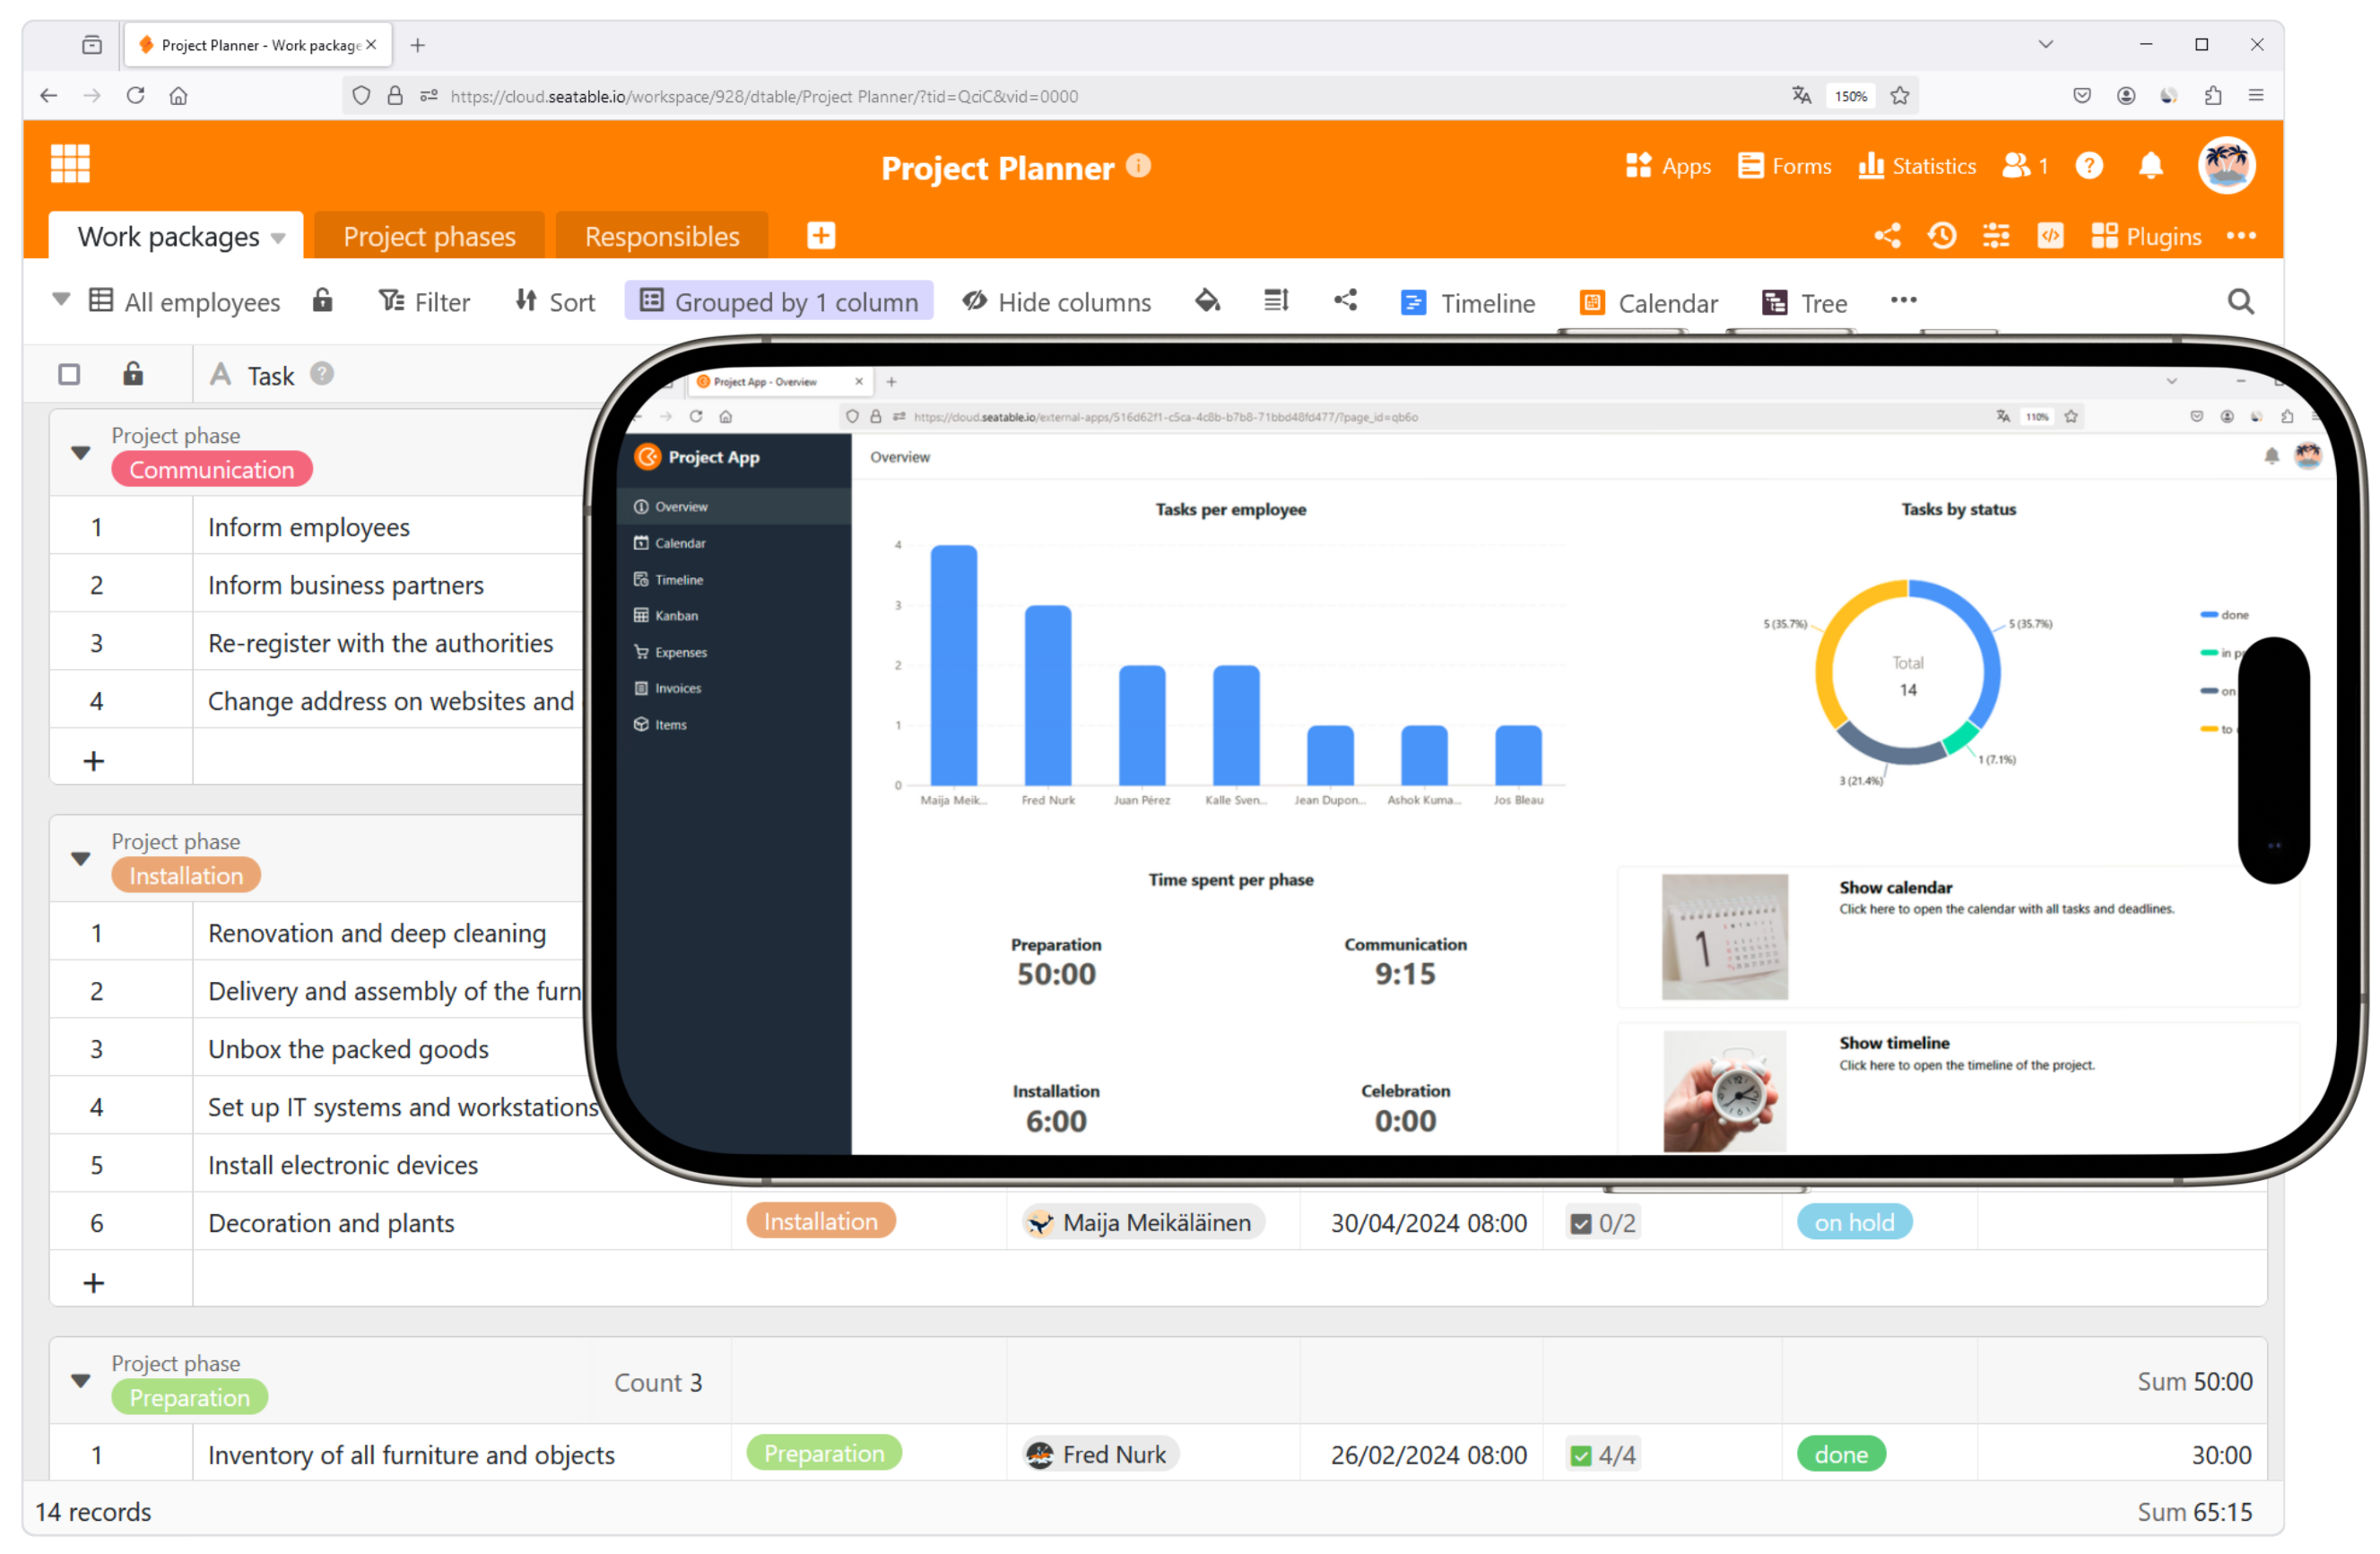 Project Planner - Work package
https://cloud.seatable.io/workspace/928/dtable/Project Planner/?tid=QciC&vid=0000
150%
Project Planner
Apps
Forms
Statistics
1
Work packages
Project phases
Responsibles
Plugins
All employees
Filter
Sort
Grouped by 1 column
Hide columns
Timeline
Calendar
Tree
Task
Project phase
Communication
1 Inform employees
2 Inform business partners
3 Re-register with the authorities
4 Change address on websites and
Project phase
Installation
1 Renovation and deep cleaning
2 Delivery and assembly of the furn
3 Unbox the packed goods
4 Set up IT systems and workstations
5 Install electronic devices
6 Decoration and plants Installation Maija Meikäläinen 30/04/2024 08:00 0/2 on hold
Project phase
Preparation
Count 3
Sum 50:00
1 Inventory of all furniture and objects Preparation Fred Nurk 26/02/2024 08:00 4/4 done 30:00
14 records
Sum 65:15
Project App - Overview
https://cloud.seatable.io/external-apps/516d62f1-c5ca-4c8b-b7b8-71bbd48fd477/?page_id=qb6o
110%
Project App
Overview
Calendar
Timeline
Kanban
Expenses
Invoices
Items
Overview
Tasks per employee
4
3
2
1
0
Maija Meik...
Fred Nurk
Juan Pérez
Kalle Sven...
Jean Dupon...
Ashok Kuma...
Jos Bleau
Tasks by status
5 (35.7%)
5 (35.7%)
Total
14
1 (7.1%)
3 (21.4%)
done
in
on
to
Time spent per phase
Preparation
50:00
Communication
9:15
Installation
6:00
Celebration
0:00
Show calendar
Click here to open the calendar with all tasks and deadlines.
1
Show timeline
Click here to open the timeline of the project.